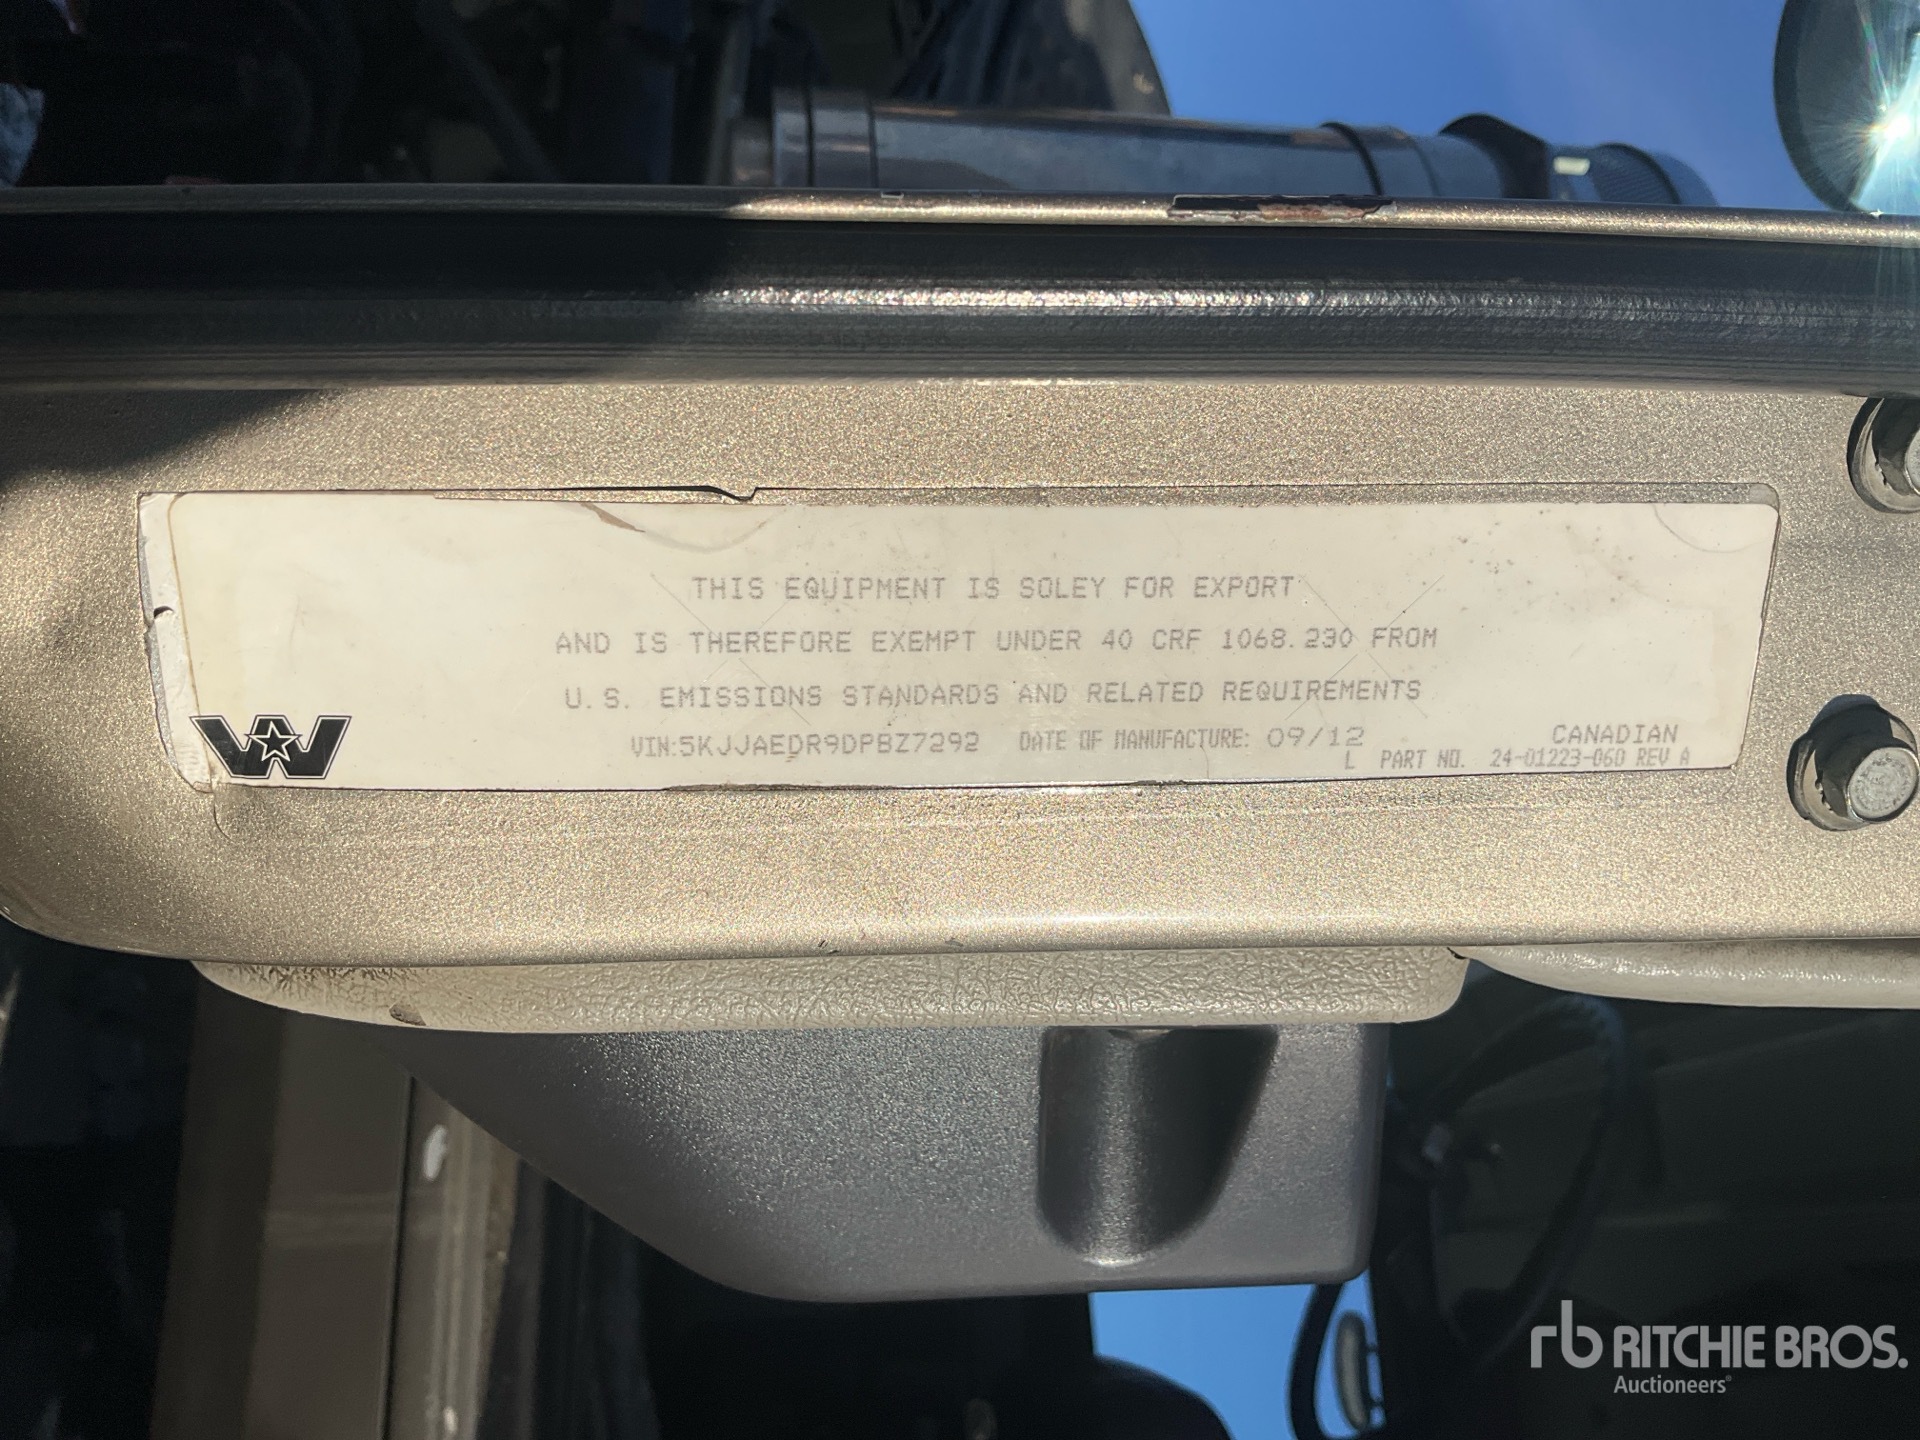 THIS EQUIPMENT IS SOLEY FOR EXPORT
AND IS THEREFORE EXEMPT UNDER 40 CRF 1068.230 FROM
U.S. EMISSIONS STANDARDS AND RELATED REQUIREMENTS
VIN:5KJJAEDR9DPBZ7292 DATE OF MANUFACTURE: 09/12 CANADIAN
L PART NO. 24-01223-060 REV A
rb RITCHIE BROS.
Auctioneers®